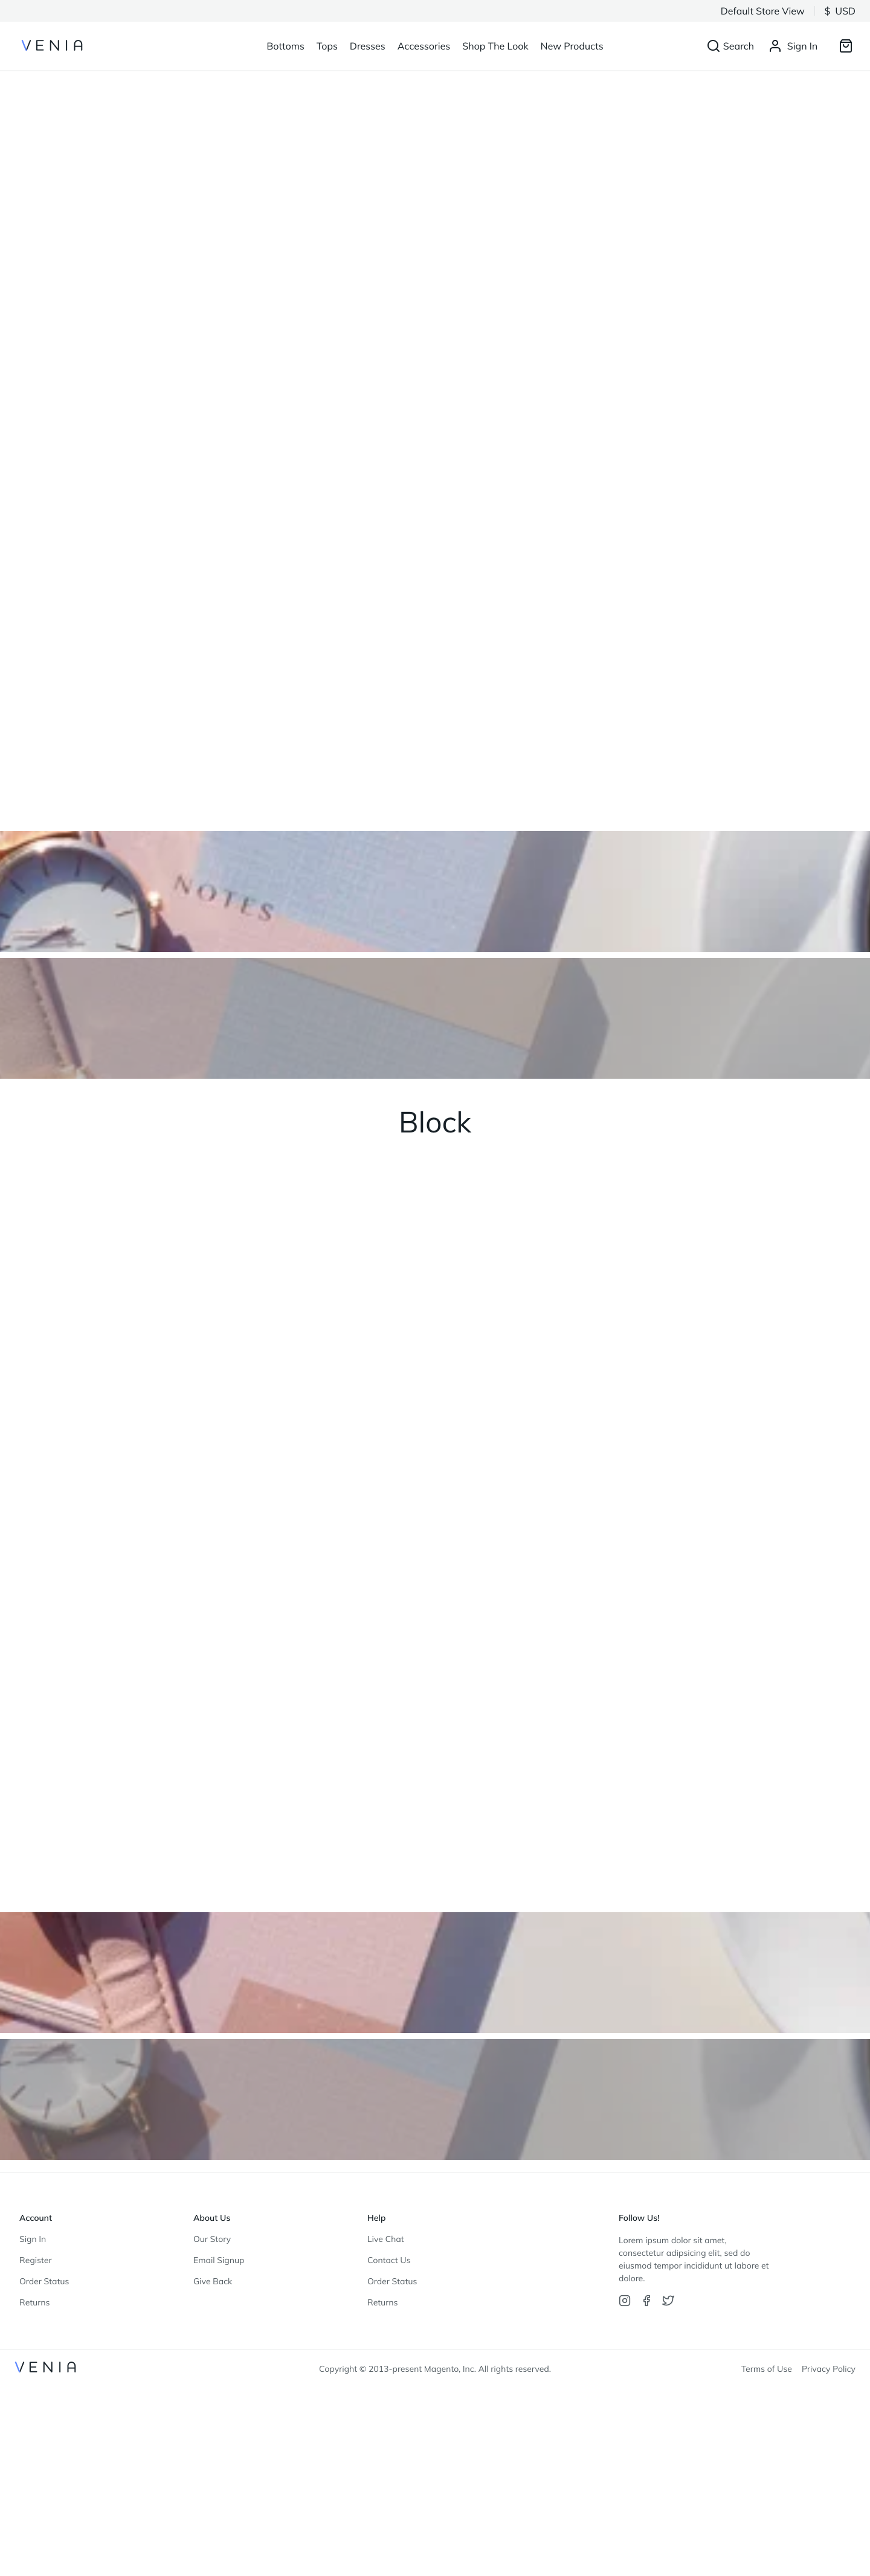 Default Store View
$ USD
VENIA
Bottoms Tops Dresses Accessories Shop The Look New Products
Search
Sign In
NOTES
Block
Account
Sign In
Register
Order Status
Returns
About Us
Our Story
Email Signup
Give Back
Help
Live Chat
Contact Us
Order Status
Returns
Follow Us!
Lorem ipsum dolor sit amet,
consectetur adipsicing elit, sed do
eiusmod tempor incididunt ut labore et
dolore.
VENIA
Copyright © 2013-present Magento, Inc. All rights reserved.
Terms of Use Privacy Policy